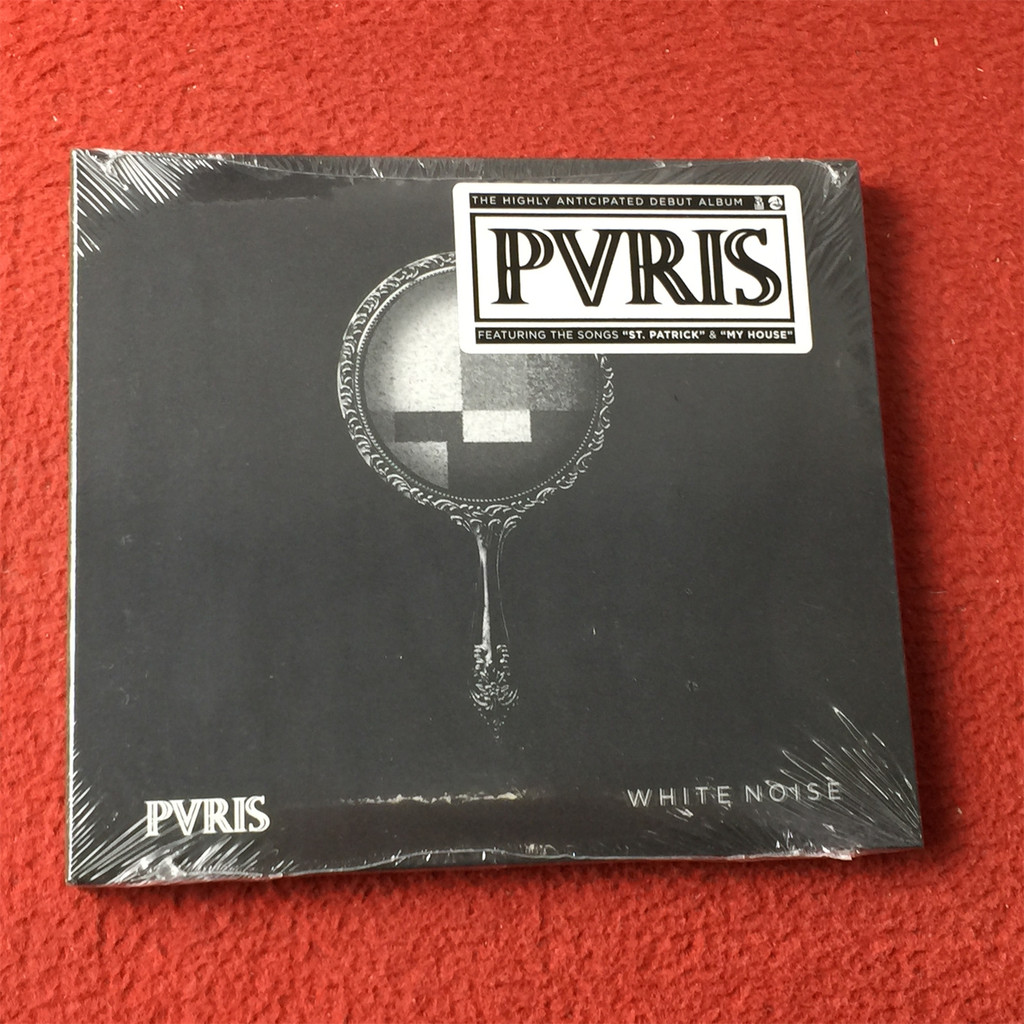 THE HIGHLY ANTICIPATED DEBUT ALBUM
PVRIS
FEATURING THE SONGS "ST. PATRICK" & "MY HOUSE"
PVRIS
WHITE NOISE